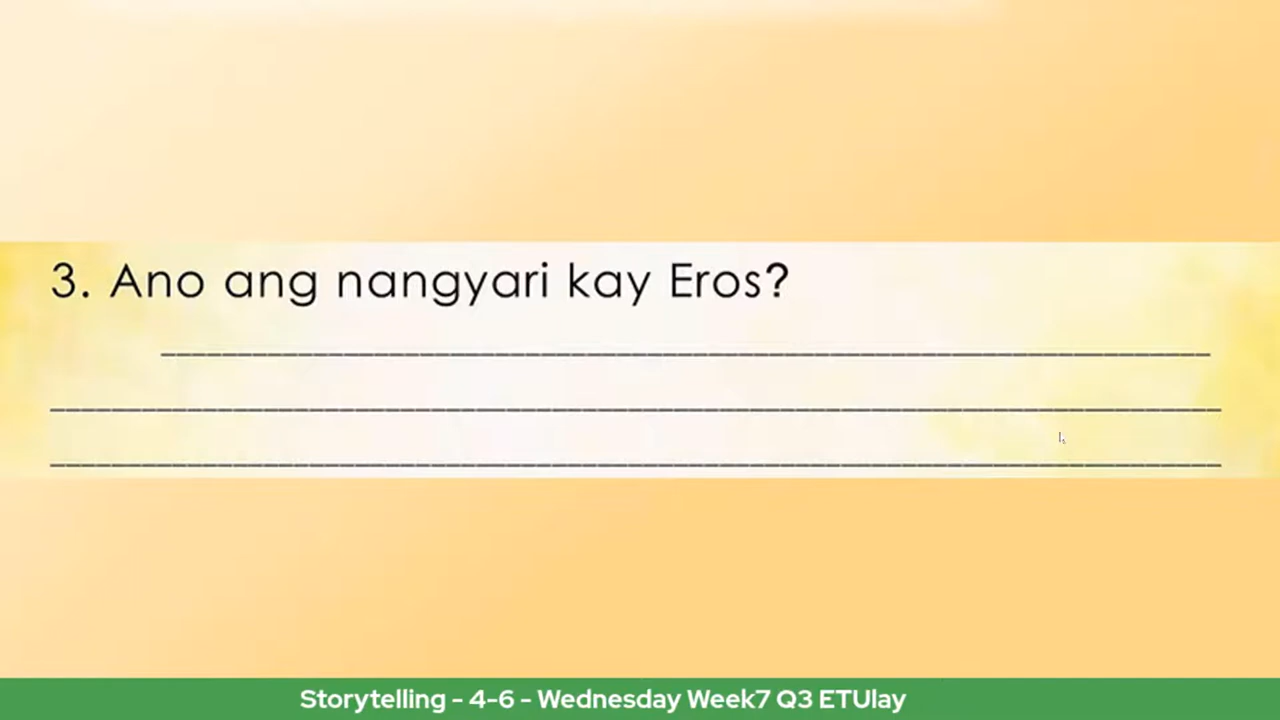 3. Ano ang nangyari kay Eros?
Storytelling - 4-6 - Wednesday Week7 Q3 ETUlay